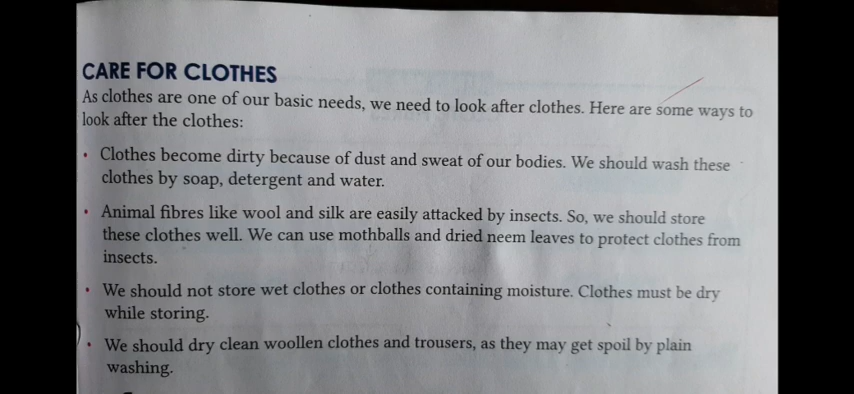 CARE FOR CLOTHES
As clothes are one of our basic needs, we need to look after clothes. Here are some ways to
look after the clothes:
• Clothes become dirty because of dust and sweat of our bodies. We should wash these
clothes by soap, detergent and water.
• Animal fibres like wool and silk are easily attacked by insects. So, we should store
these clothes well. We can use mothballs and dried neem leaves to protect clothes from
insects.
• We should not store wet clothes or clothes containing moisture. Clothes must be dry
while storing.
• We should dry clean woollen clothes and trousers, as they may get spoil by plain
washing.